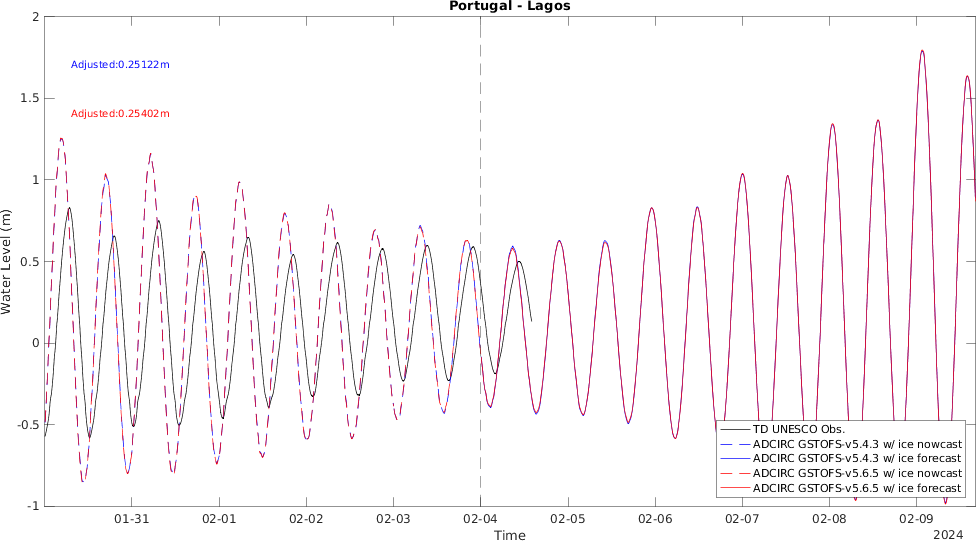 Portugal - Lagos
2
1.5
1
0.5
0
-0.5
-1
Water Level (m)
Adjusted:0.25122m
Adjusted:0.25402m
TD UNESCO Obs.
ADCIRC GSTOFS-v5.4.3 w/ ice nowcast
ADCIRC GSTOFS-v5.4.3 w/ ice forecast
ADCIRC GSTOFS-v5.6.5 w/ ice nowcast
ADCIRC GSTOFS-v5.6.5 w/ ice forecast
01-31 02-01 02-02 02-03 02-04 02-05 02-06 02-07 02-08 02-09
Time
2024